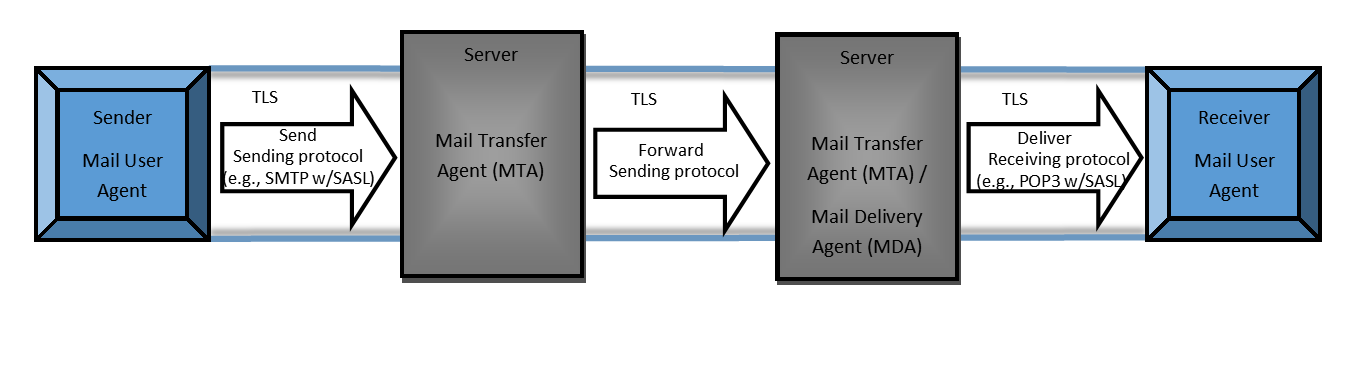 Sender
Mail User
Agent
TLS
Send
Sending protocol
(e.g., SMTP w/SASL)
Server
Mail Transfer
Agent (MTA)
TLS
Forward
Sending protocol
Server
Mail Transfer
Agent (MTA) /
Mail Delivery
Agent (MDA)
TLS
Deliver
Receiving protocol
(e.g., POP3 w/SASL)
Receiver
Mail User
Agent